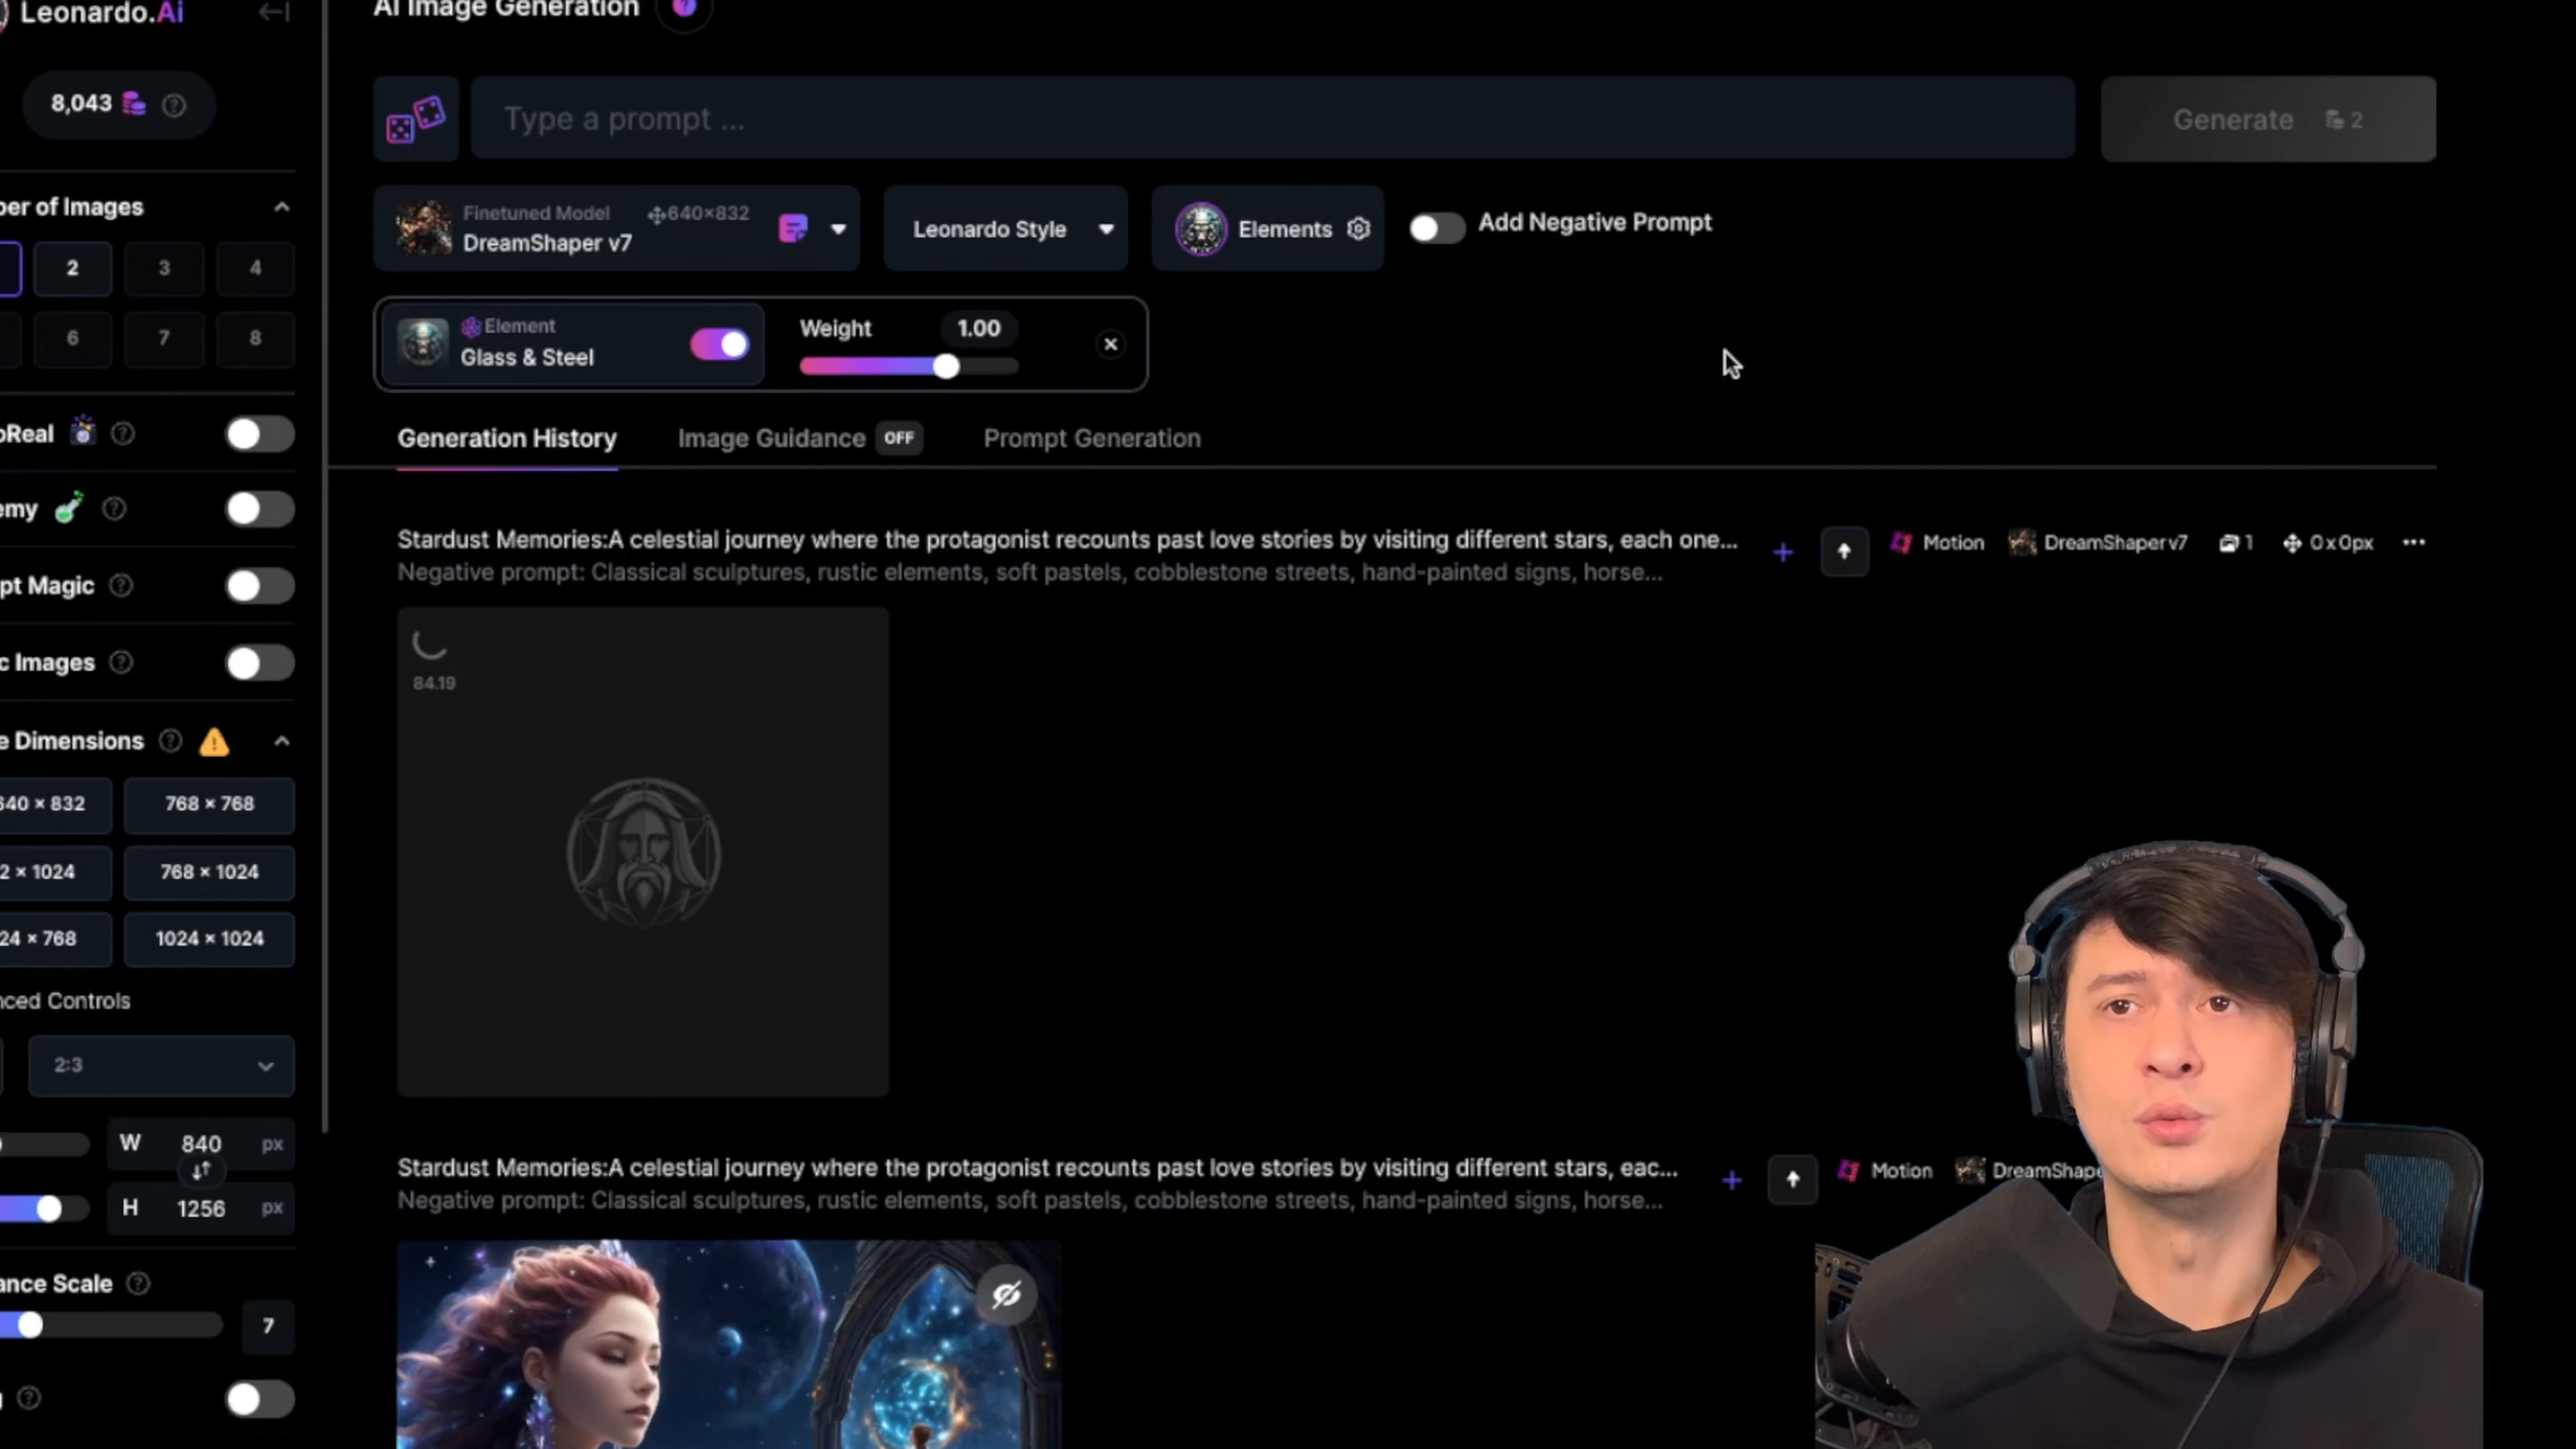 Leonardo.Ai
8,043
ber of Images
2 3 4
6 7 8
oReal
emy
pt Magic
c Images
e Dimensions
640 × 832 768 × 768
2 × 1024 768 × 1024
24 × 768 1024 × 1024
nced Controls
2:3
W 840 px
H 1256 px
ance Scale
7
AI Image Generation
Type a prompt ...
Generate 2
Finetuned Model 640×832
DreamShaper v7
Leonardo Style
Elements
Add Negative Prompt
Element
Glass & Steel
Weight 1.00
Generation History Image Guidance OFF Prompt Generation
Stardust Memories:A celestial journey where the protagonist recounts past love stories by visiting different stars, each one...
Negative prompt: Classical sculptures, rustic elements, soft pastels, cobblestone streets, hand-painted signs, horse...
Motion DreamShaper v7 1 0x0px
84.19
Stardust Memories:A celestial journey where the protagonist recounts past love stories by visiting different stars, eac...
Negative prompt: Classical sculptures, rustic elements, soft pastels, cobblestone streets, hand-painted signs, horse...
Motion DreamShape